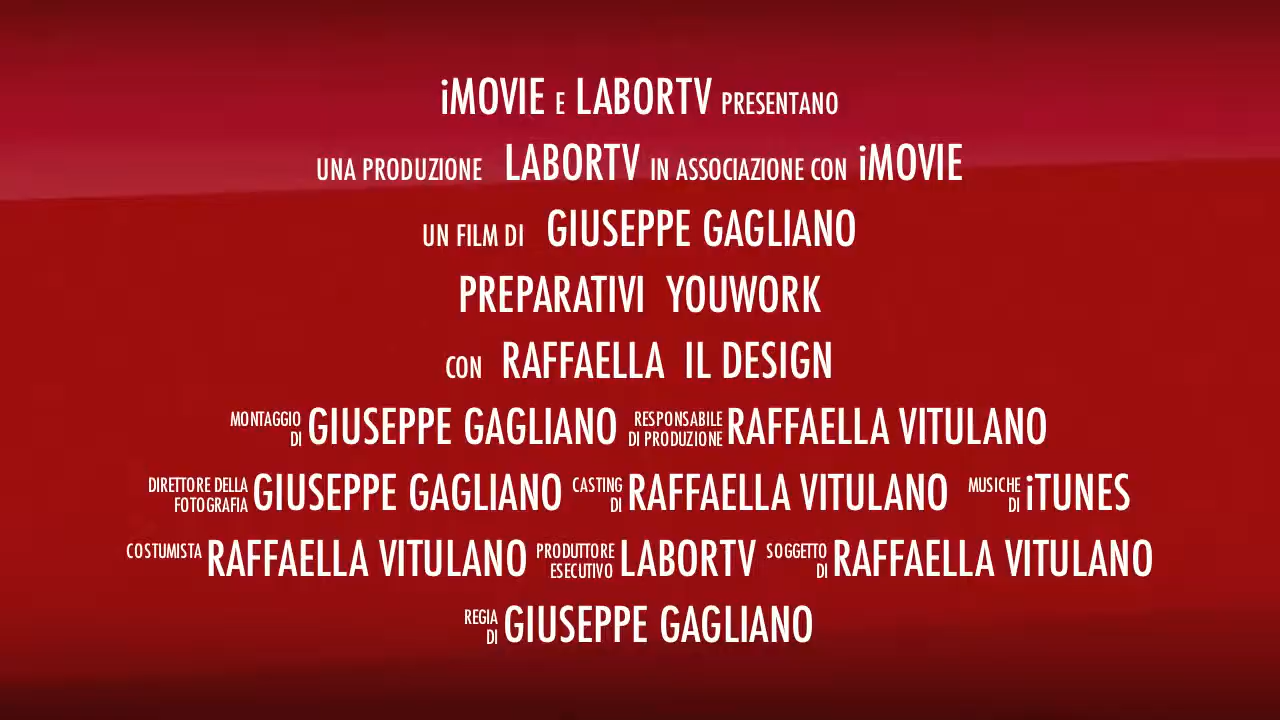 iMOVIE E LABORTV PRESENTANO
UNA PRODUZIONE LABORTV IN ASSOCIAZIONE CON iMOVIE
UN FILM DI GIUSEPPE GAGLIANO
PREPARATIVI YOUWORK
CON RAFFAELLA IL DESIGN
MONTAGGIO DI GIUSEPPE GAGLIANO RESPONSABILE DI PRODUZIONE RAFFAELLA VITULANO
DIRETTORE DELLA FOTOGRAFIA GIUSEPPE GAGLIANO CASTING DI RAFFAELLA VITULANO MUSICHE DI iTUNES
COSTUMISTA RAFFAELLA VITULANO PRODUTTORE ESECUTIVO LABORTV SOGGETTO DI RAFFAELLA VITULANO
REGIA DI GIUSEPPE GAGLIANO